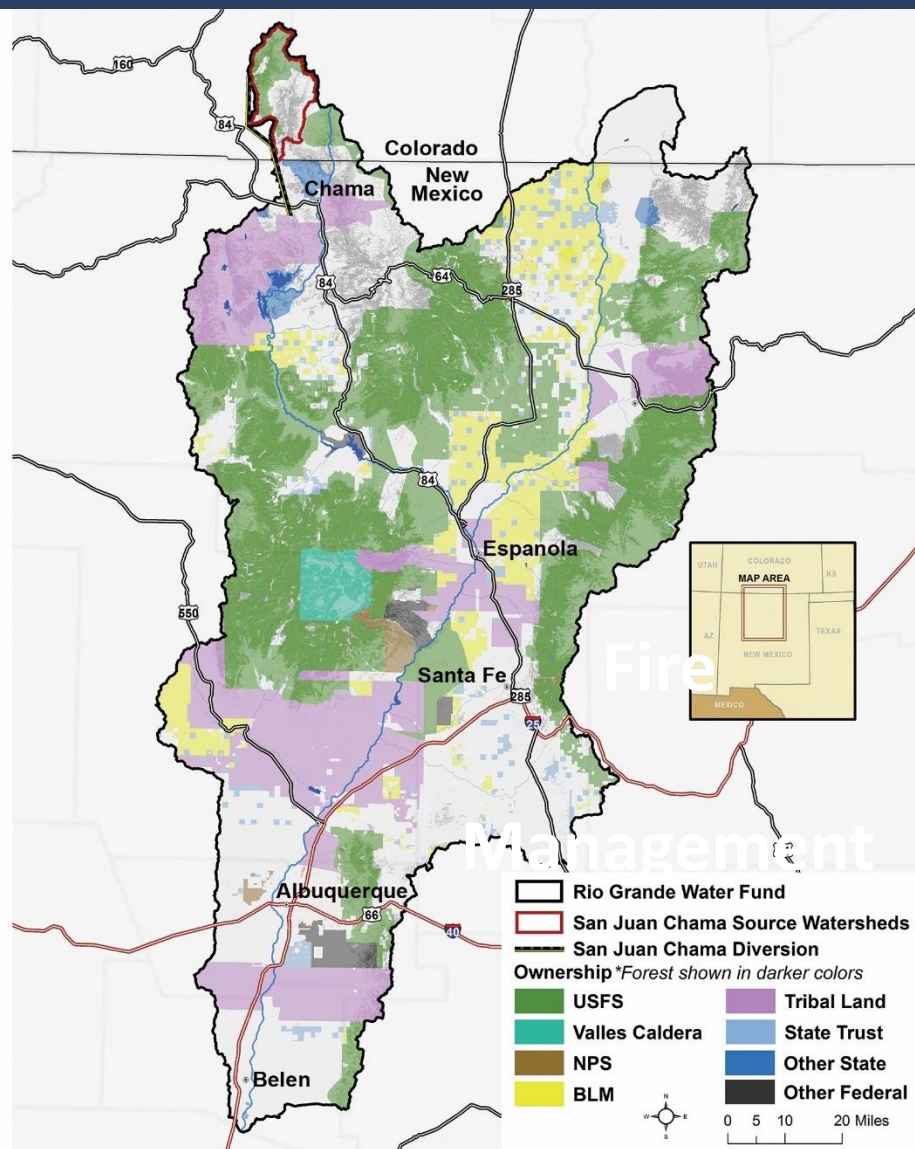 160
84
Colorado
New
Mexico
Chama
84
64
285
84
Espanola
550
Santa Fe
285
25
UTAH
COLORADO
KS
MAP AREA
AZ
TEXAS
NEW MEXICO
MEXICO
Fire
Management
Albuquerque
66
40
Belen
Rio Grande Water Fund
San Juan Chama Source Watersheds
San Juan Chama Diversion
Ownership *Forest shown in darker colors
USFS
Valles Caldera
NPS
BLM
Tribal Land
State Trust
Other State
Other Federal
N
W E
S
0 5 10 20 Miles